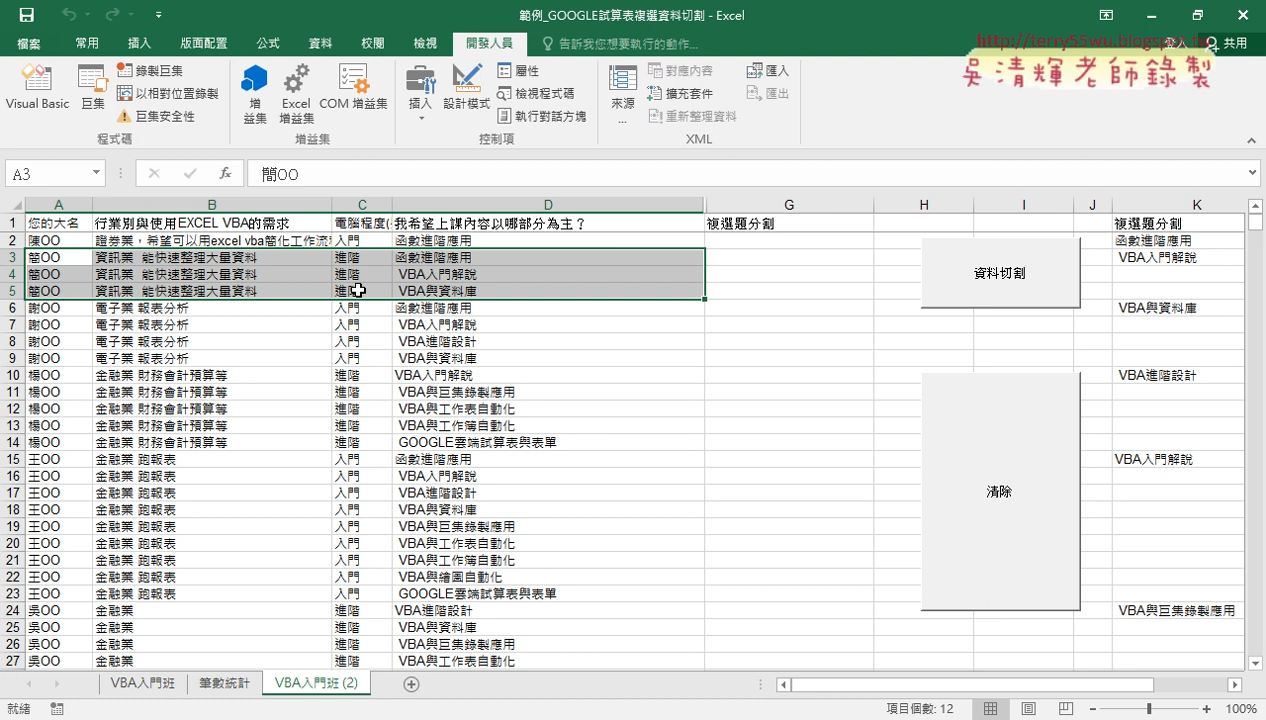 範例_GOOGLE試算表複選資料切割 - Excel
http://terry55wu.blogspot.tw
吳清輝老師錄製
檔案 常用 插入 版面配置 公式 資料 校閱 檢視 開發人員 告訴我您想要執行的動作... 登入 共用
Visual Basic 巨集 錄製巨集 以相對位置錄製 巨集安全性
增益集 Excel 增益集 COM 增益集
插入 設計模式 屬性 檢視程式碼 執行對話方塊
來源... 對應內容 擴充套件 重新整理資料 匯入 匯出
程式碼 增益集 控制項 XML
A3 fx 簡OO
A B C D G H I J K
1 您的大名 行業別與使用EXCEL VBA的需求 電腦程度( 我希望上課內容以哪部分為主? 複選題分割 複選題分割
2 陳OO 證券業,希望可以用excel vba簡化工作流 入門 函數進階應用 函數進階應用
3 簡OO 資訊業 能快速整理大量資料 進階 函數進階應用 VBA入門解說
4 簡OO 資訊業 能快速整理大量資料 進階 VBA入門解說
5 簡OO 資訊業 能快速整理大量資料 進階 VBA與資料庫
6 謝OO 電子業 報表分析 入門 函數進階應用 VBA與資料庫
7 謝OO 電子業 報表分析 入門 VBA入門解說
8 謝OO 電子業 報表分析 入門 VBA進階設計
9 謝OO 電子業 報表分析 入門 VBA與資料庫
10 楊OO 金融業 財務會計預算等 進階 VBA入門解說 VBA進階設計
11 楊OO 金融業 財務會計預算等 進階 VBA與巨集錄製應用
12 楊OO 金融業 財務會計預算等 進階 VBA與工作表自動化
13 楊OO 金融業 財務會計預算等 進階 VBA與工作簿自動化
14 楊OO 金融業 財務會計預算等 進階 GOOGLE雲端試算表與表單
15 王OO 金融業 跑報表 入門 函數進階應用 VBA入門解說
16 王OO 金融業 跑報表 入門 VBA入門解說
17 王OO 金融業 跑報表 入門 VBA進階設計
18 王OO 金融業 跑報表 入門 VBA與資料庫
19 王OO 金融業 跑報表 入門 VBA與巨集錄製應用
20 王OO 金融業 跑報表 入門 VBA與工作表自動化
21 王OO 金融業 跑報表 入門 VBA與工作簿自動化
22 王OO 金融業 跑報表 入門 VBA與繪圖自動化
23 王OO 金融業 跑報表 入門 GOOGLE雲端試算表與表單
24 吳OO 金融業 進階 VBA進階設計 VBA與巨集錄製應用
25 吳OO 金融業 進階 VBA與資料庫
26 吳OO 金融業 進階 VBA與巨集錄製應用
27 吳OO 金融業 進階 VBA與工作表自動化
資料切割
清除
VBA入門班 筆數統計 VBA入門班 (2)
就緒 項目個數: 12 100%